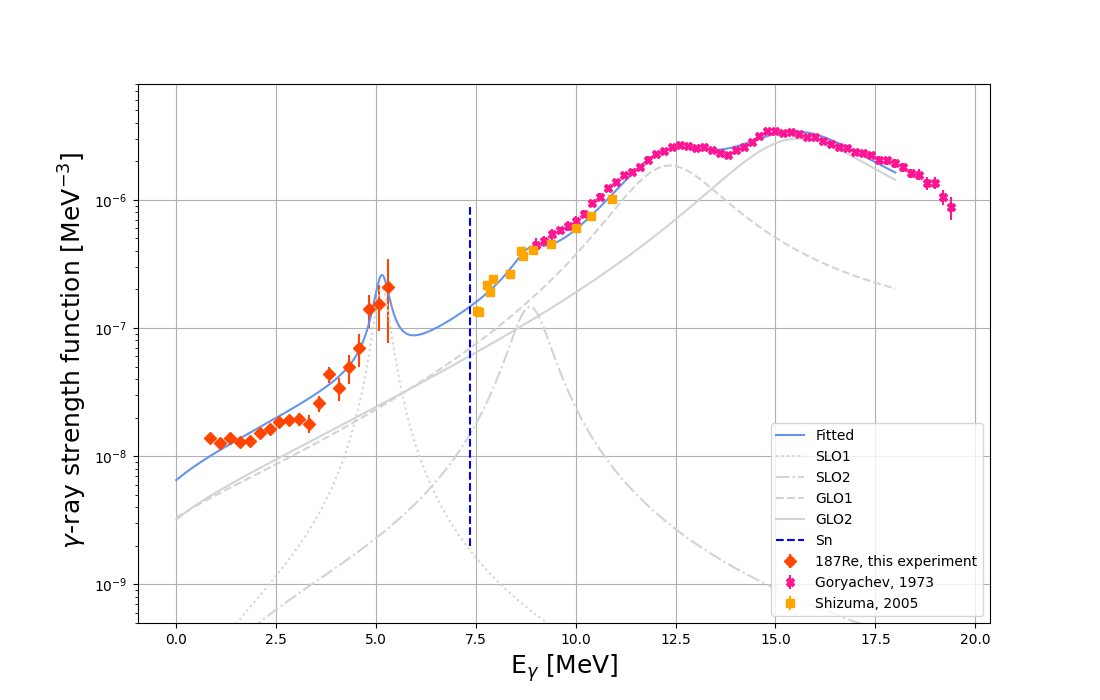 γ-ray strength function [MeV⁻³]
10⁻⁶
10⁻⁷
10⁻⁸
10⁻⁹
0.0 2.5 5.0 7.5 10.0 12.5 15.0 17.5 20.0
Eγ [MeV]
Fitted
SLO1
SLO2
GLO1
GLO2
Sn
187Re, this experiment
Goryachev, 1973
Shizuma, 2005